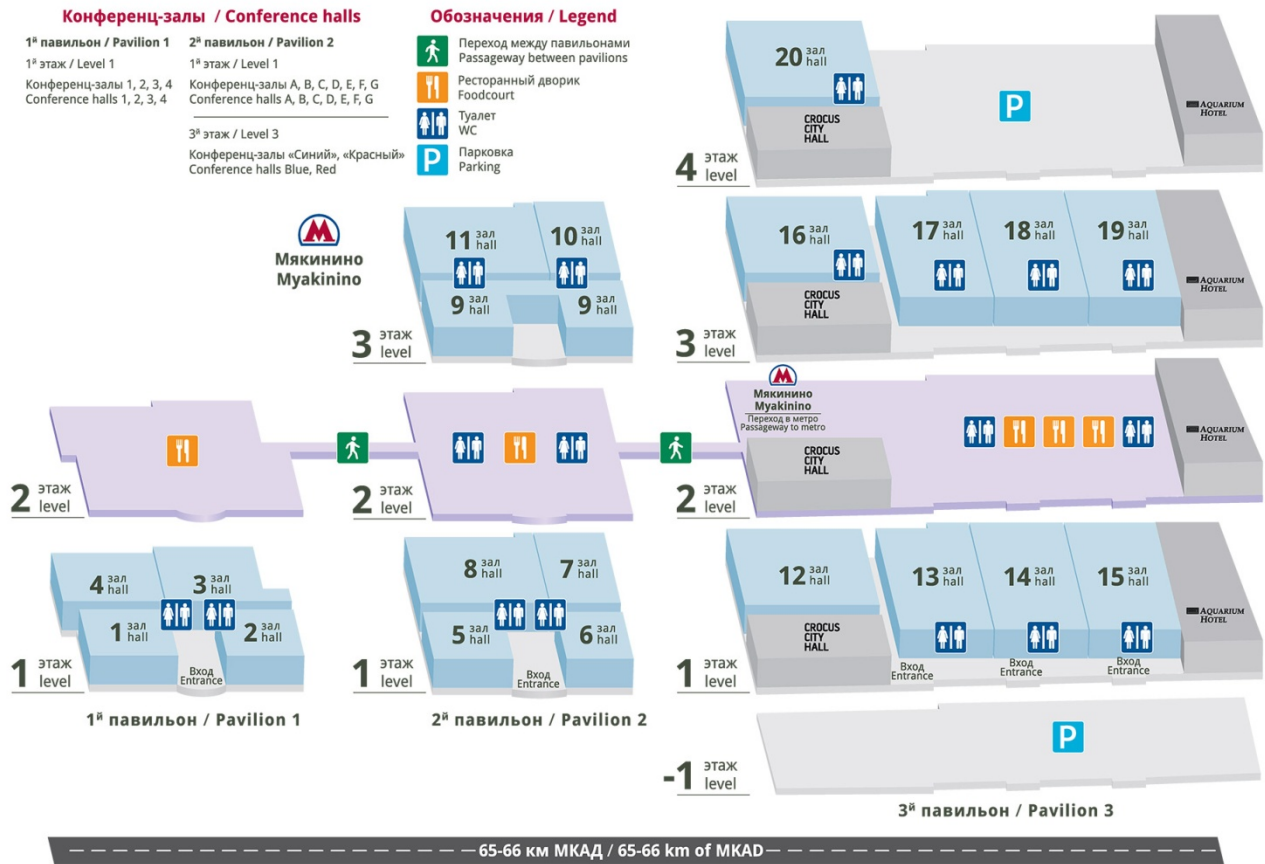 Конференц-залы / Conference halls
1й павильон / Pavilion 1
1й этаж / Level 1
Конференц-залы 1, 2, 3, 4
Conference halls 1, 2, 3, 4
2й павильон / Pavilion 2
1й этаж / Level 1
Конференц-залы A, B, C, D, E, F, G
Conference halls A, B, C, D, E, F, G
3й этаж / Level 3
Конференц-залы «Синий», «Красный»
Conference halls Blue, Red
Обозначения / Legend
Переход между павильонами
Passageway between pavilions
Ресторанный дворик
Foodcourt
Туалет
WC
P
Парковка
Parking
20 зал hall
CROCUS
CITY
HALL
P
AQUARIUM
HOTEL
4 этаж level
М
Мякинино
Myakinino
11 зал hall
10 зал hall
9 зал hall
9 зал hall
3 этаж level
16 зал hall
17 зал hall
18 зал hall
19 зал hall
CROCUS
CITY
HALL
AQUARIUM
HOTEL
3 этаж level
2 этаж level
2 этаж level
М
Мякинино
Myakinino
Переход в метро
Passageway to metro
CROCUS
CITY
HALL
AQUARIUM
HOTEL
2 этаж level
4 зал hall
3 зал hall
1 зал hall
2 зал hall
Вход
Entrance
1 этаж level
1й павильон / Pavilion 1
8 зал hall
7 зал hall
5 зал hall
6 зал hall
Вход
Entrance
1 этаж level
2й павильон / Pavilion 2
12 зал hall
13 зал hall
14 зал hall
15 зал hall
CROCUS
CITY
HALL
AQUARIUM
HOTEL
Вход
Entrance
Вход
Entrance
Вход
Entrance
1 этаж level
P
-1 этаж level
3й павильон / Pavilion 3
65-66 км МКАД / 65-66 km of MKAD